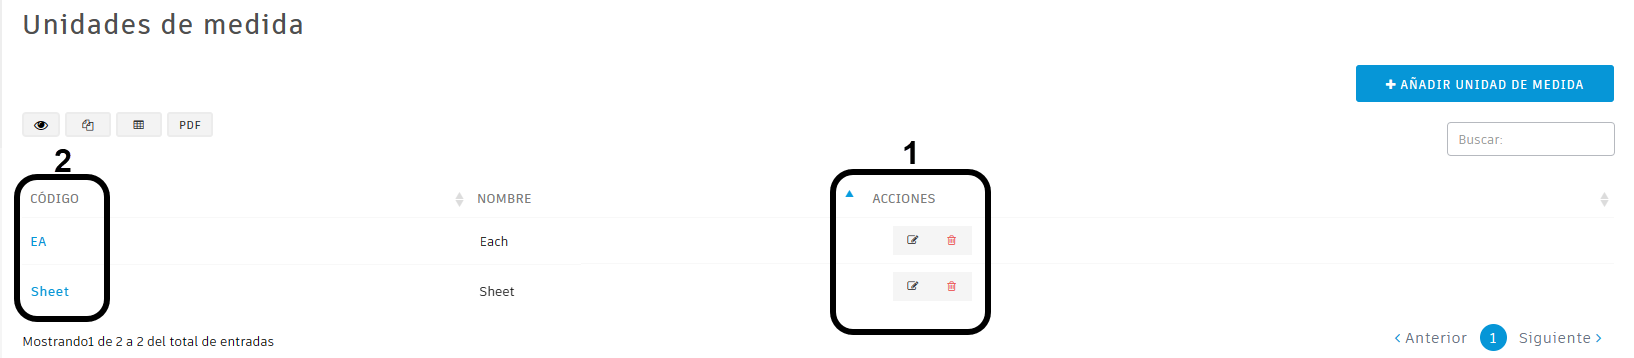 Unidades de medida
+ AÑADIR UNIDAD DE MEDIDA
PDF
Buscar:
2
1
CÓDIGO NOMBRE ACCIONES
EA Each
Sheet Sheet
Mostrando1 de 2 a 2 del total de entradas
< Anterior 1 Siguiente >